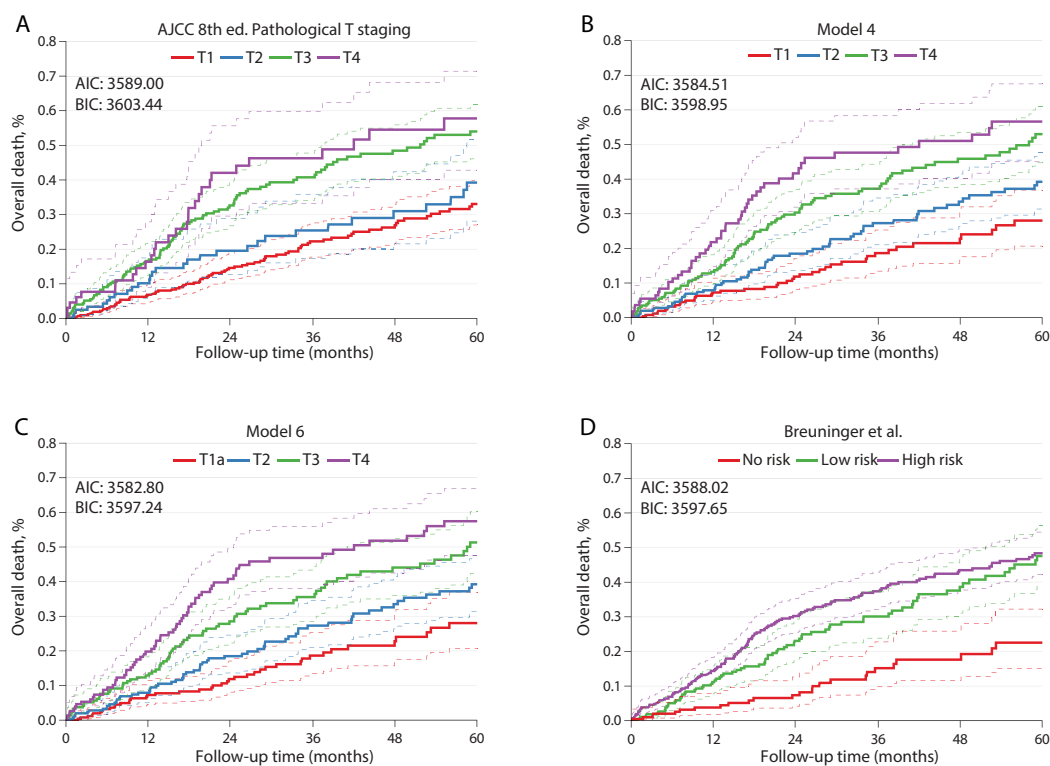 A
AJCC 8th ed. Pathological T staging
T1 T2 T3 T4
AIC: 3589.00
BIC: 3603.44
Overall death, %
0.8
0.7
0.6
0.5
0.4
0.3
0.2
0.1
0.0
0 12 24 36 48 60
Follow-up time (months)
B
Model 4
T1 T2 T3 T4
AIC: 3584.51
BIC: 3598.95
Overall death, %
0.8
0.7
0.6
0.5
0.4
0.3
0.2
0.1
0.0
0 12 24 36 48 60
Follow-up time (months)
C
Model 6
T1a T2 T3 T4
AIC: 3582.80
BIC: 3597.24
Overall death, %
0.8
0.7
0.6
0.5
0.4
0.3
0.2
0.1
0.0
0 12 24 36 48 60
Follow-up time (months)
D
Breuninger et al.
No risk Low risk High risk
AIC: 3588.02
BIC: 3597.65
Overall death, %
0.8
0.7
0.6
0.5
0.4
0.3
0.2
0.1
0.0
0 12 24 36 48 60
Follow-up time (months)